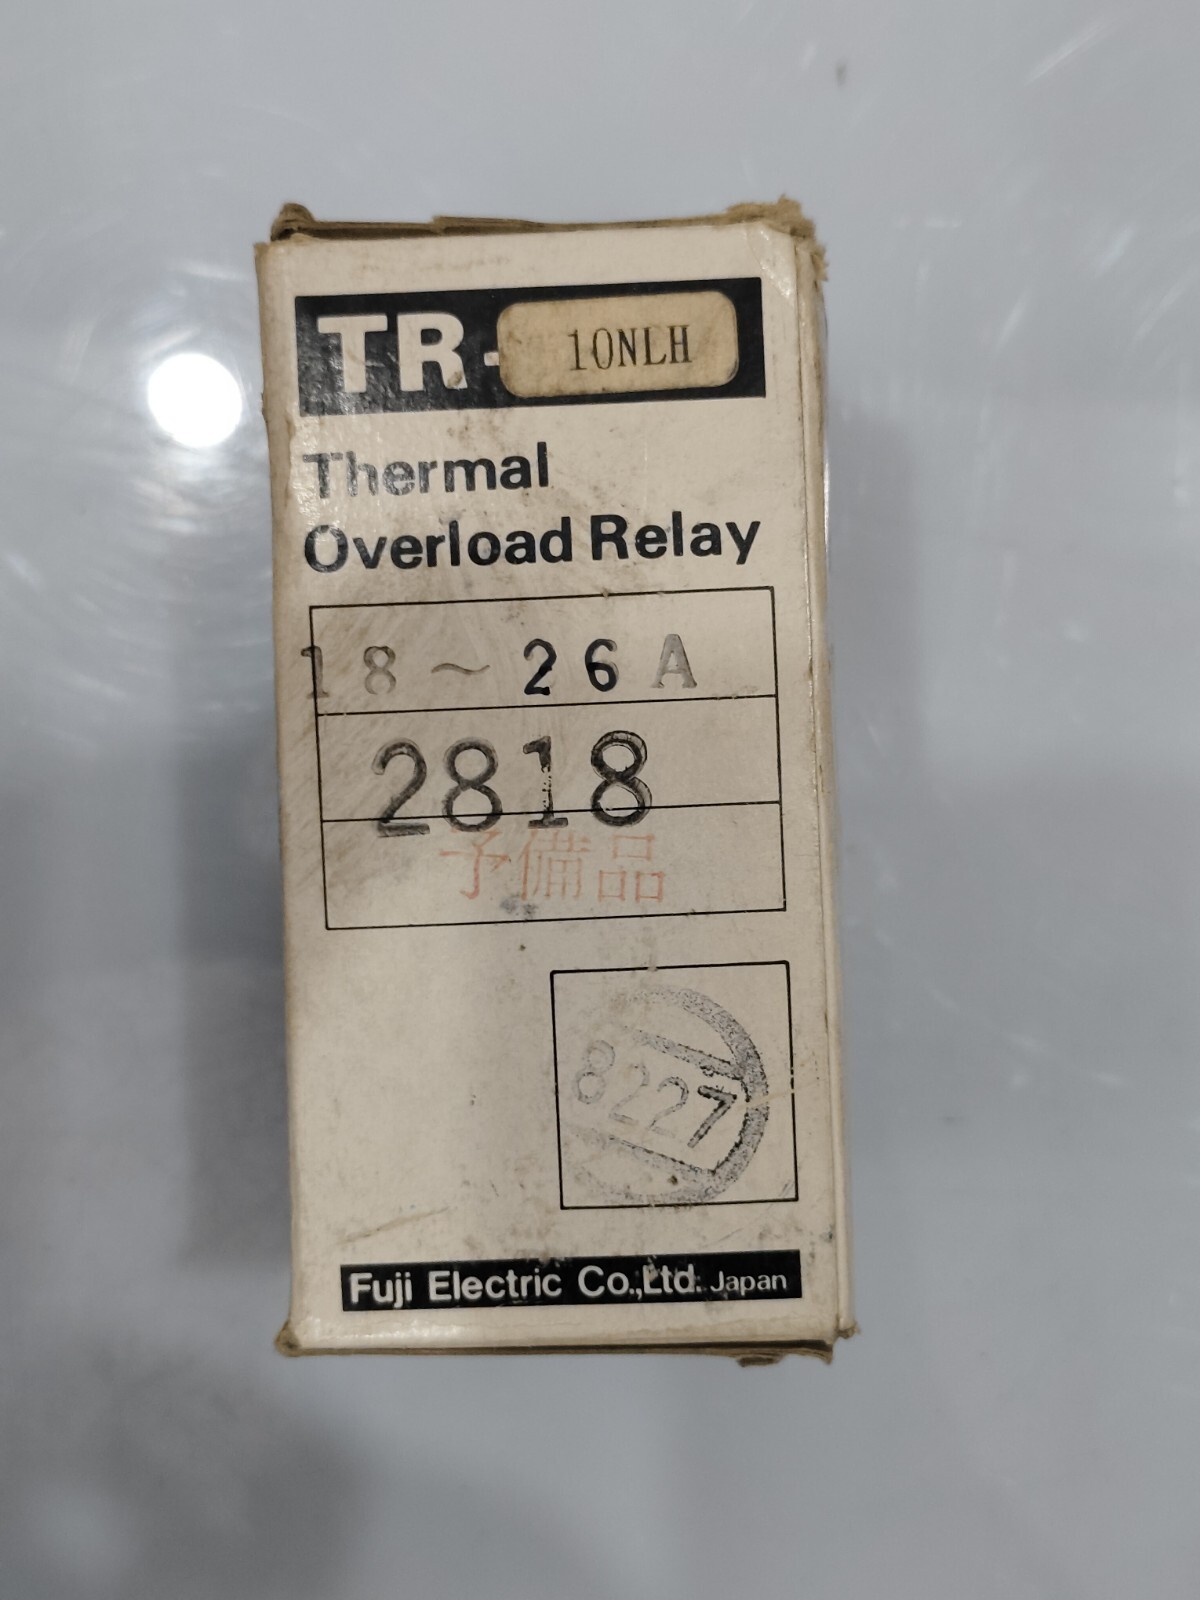 TR- 10NLH
Thermal
Overload Relay
18~26A
2818
予備品
8227
Fuji Electric Co.,Ltd. Japan